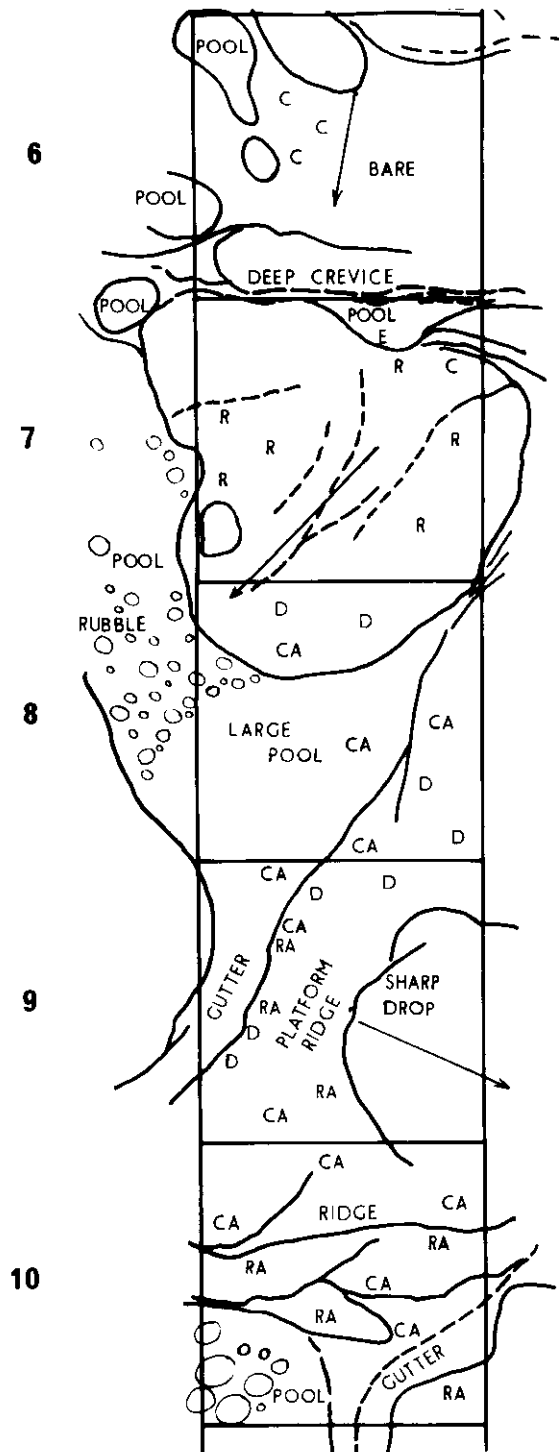 POOL
C
C
6
C
BARE
POOL
DEEP CREVICE
POOL
POOL
E
R
C
R
7
R
R
R
R
POOL
D
D
RUBBLE
CA
8
LARGE
POOL
CA
CA
D
D
CA
CA
D
D
CA
RA
GUTTER
PLATFORM
RIDGE
SHARP
DROP
9
RA
D
D
RA
CA
CA
CA
CA
RIDGE
RA
10
RA
CA
RA
CA
GUTTER
POOL
RA